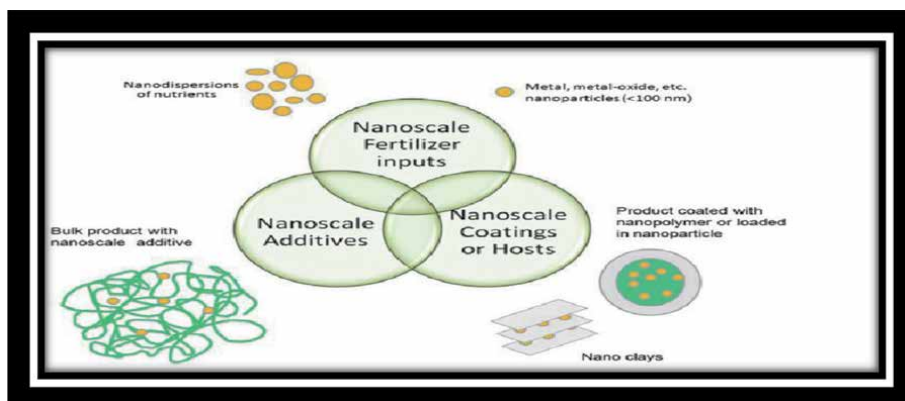 Nanodispersions
of nutrients
Metal, metal-oxide, etc.
nanoparticles (<100 nm)
Nanoscale
Fertilizer
inputs
Nanoscale
Additives
Nanoscale
Coatings
or Hosts
Bulk product with
nanoscale additive
Product coated with
nanopolymer or loaded
in nanoparticle
Nano clays